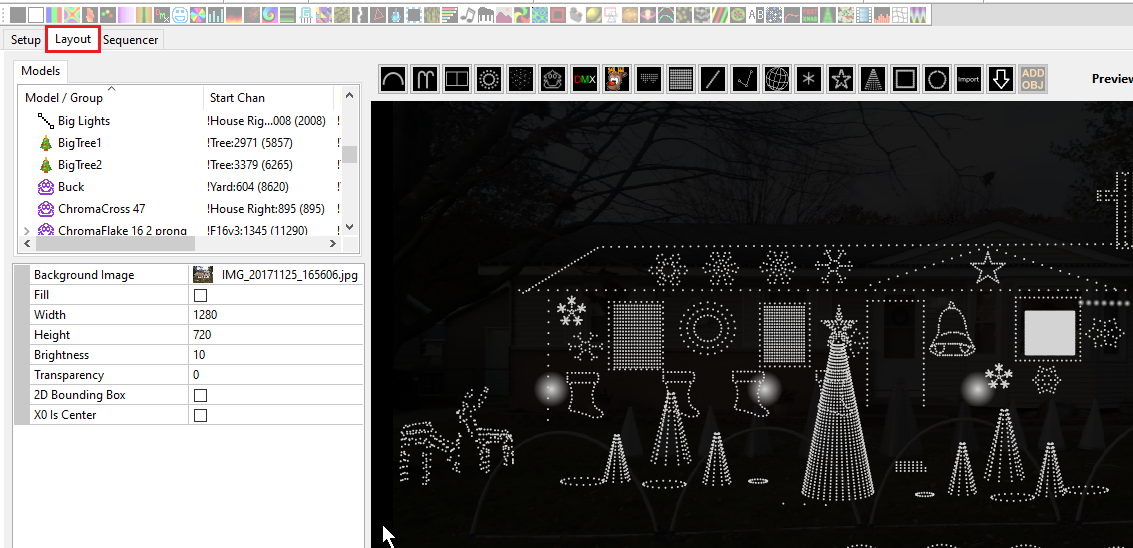 AB
Setup Layout Sequencer
Models
DMX Import ADD OBJ Preview
Model / Group Start Chan
Big Lights !House Rig...008 (2008) !
BigTree1 !Tree:2971 (5857) !
BigTree2 !Tree:3379 (6265) !
Buck !Yard:604 (8620) !
ChromaCross 47 !House Right:895 (895) !
ChromaFlake 16 2 prong !F16v3:1345 (11290) !
Background Image IMG_20171125_165606.jpg
Fill
Width 1280
Height 720
Brightness 10
Transparency 0
2D Bounding Box
X0 Is Center